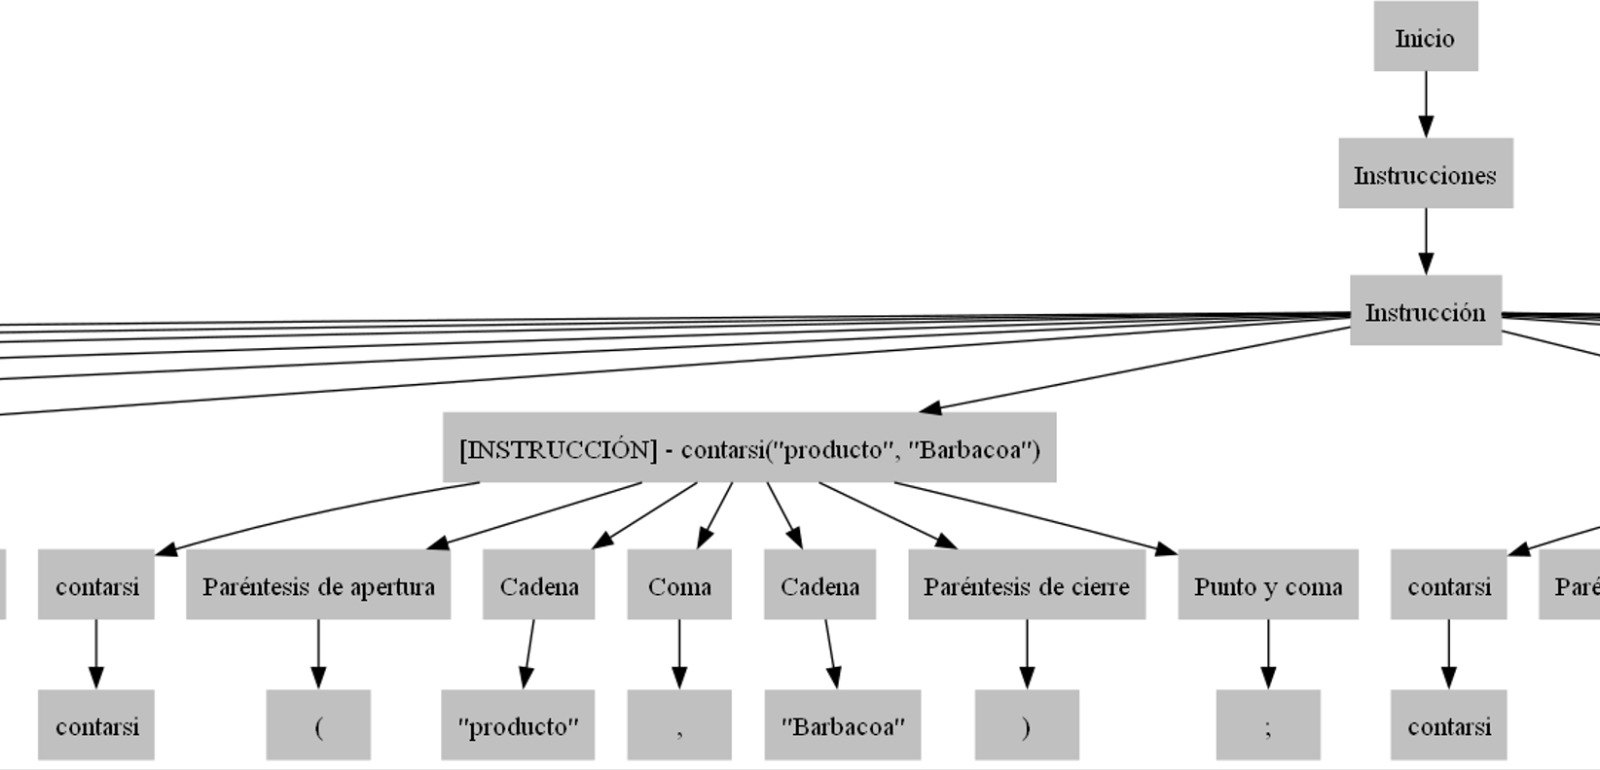 Inicio
Instrucciones
Instrucción
[INSTRUCCIÓN] - contarsi("producto", "Barbacoa")
contarsi
Paréntesis de apertura
Cadena
Coma
Cadena
Paréntesis de cierre
Punto y coma
contarsi
Paré
contarsi
(
"producto"
,
"Barbacoa"
)
;
contarsi